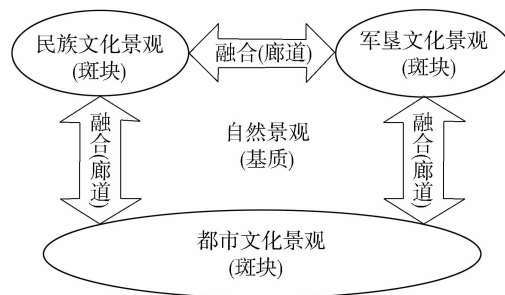 民族文化景观
(斑块)
融合(廊道)
军垦文化景观
(斑块)
融合(廊道)
自然景观
(基质)
融合(廊道)
都市文化景观
(斑块)